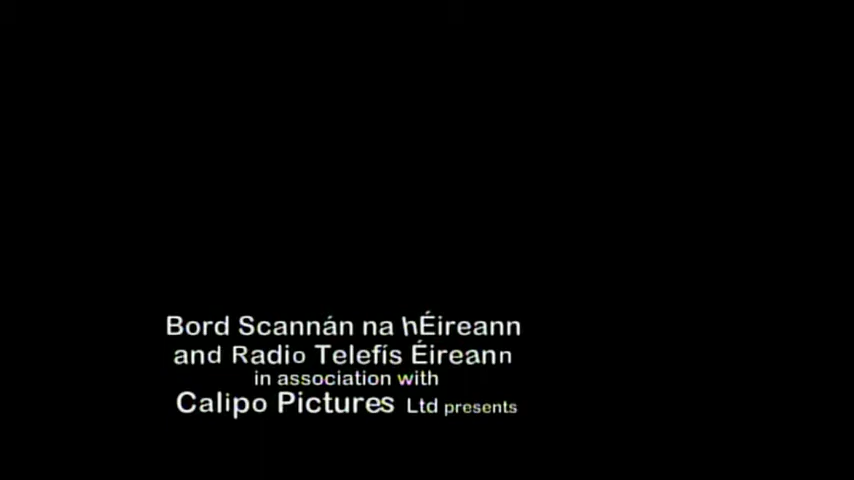 Bord Scannán na hÉireann
and Radio Telefís Éireann
in association with
Calipo Pictures Ltd presents